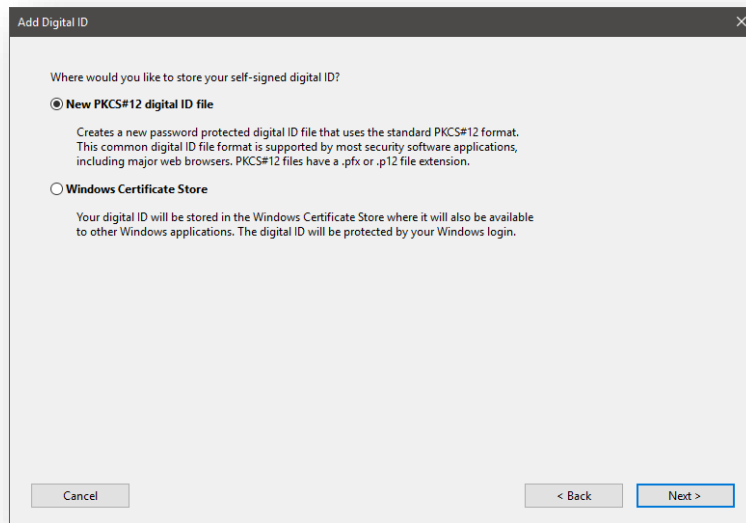 Add Digital ID
Where would you like to store your self-signed digital ID?
New PKCS#12 digital ID file
Creates a new password protected digital ID file that uses the standard PKCS#12 format.
This common digital ID file format is supported by most security software applications,
including major web browsers. PKCS#12 files have a .pfx or .p12 file extension.
Windows Certificate Store
Your digital ID will be stored in the Windows Certificate Store where it will also be available
to other Windows applications. The digital ID will be protected by your Windows login.
Cancel
< Back
Next >